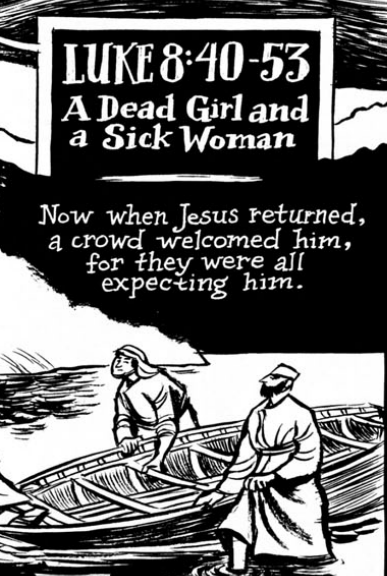 LUKE 8:40-53
A Dead Girl and
a Sick Woman
Now when Jesus returned,
a crowd welcomed him,
for they were all
expecting him.